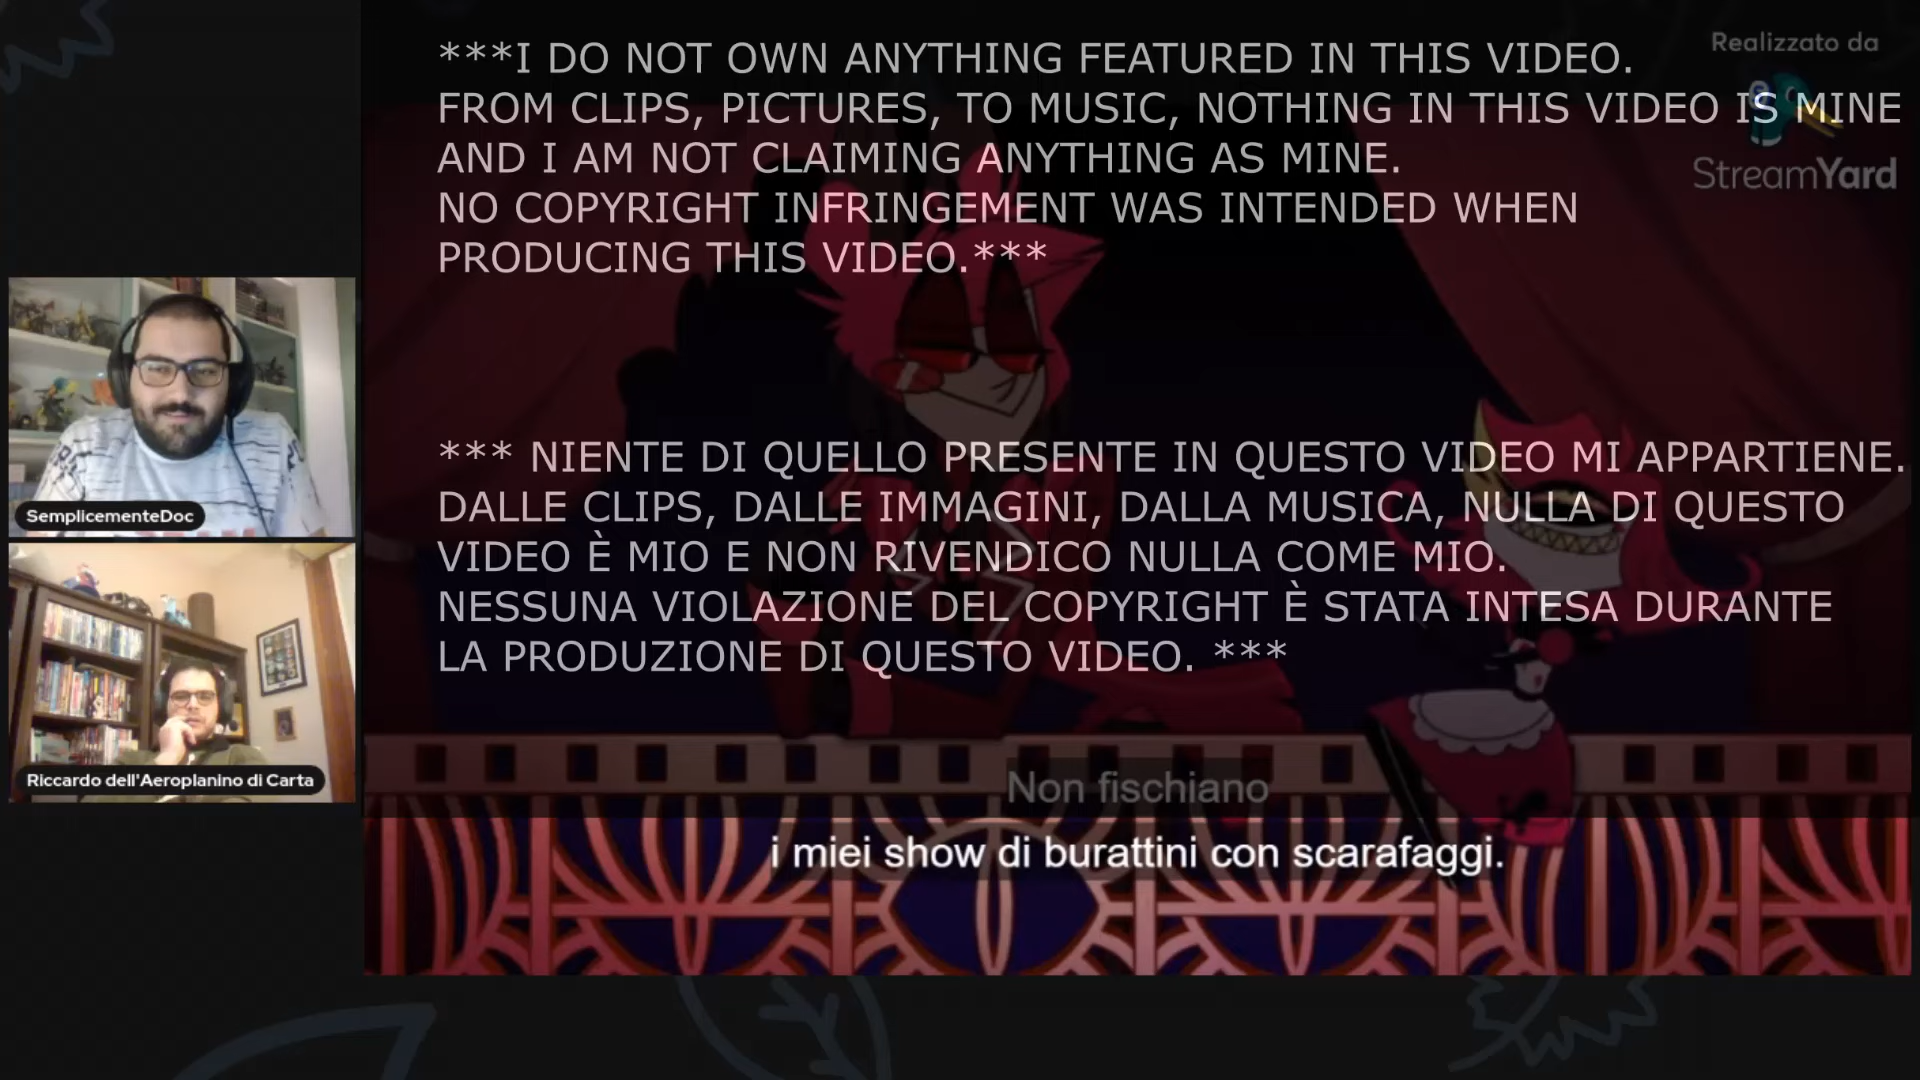 ***I DO NOT OWN ANYTHING FEATURED IN THIS VIDEO.
FROM CLIPS, PICTURES, TO MUSIC, NOTHING IN THIS VIDEO IS MINE
AND I AM NOT CLAIMING ANYTHING AS MINE.
NO COPYRIGHT INFRINGEMENT WAS INTENDED WHEN
PRODUCING THIS VIDEO.***
Realizzato da
StreamYard
*** NIENTE DI QUELLO PRESENTE IN QUESTO VIDEO MI APPARTIENE.
DALLE CLIPS, DALLE IMMAGINI, DALLA MUSICA, NULLA DI QUESTO
VIDEO È MIO E NON RIVENDICO NULLA COME MIO.
NESSUNA VIOLAZIONE DEL COPYRIGHT È STATA INTESA DURANTE
LA PRODUZIONE DI QUESTO VIDEO. ***
SemplicementeDoc
Riccardo dell'Aeroplanino di Carta
Non fischiano
i miei show di burattini con scarafaggi.